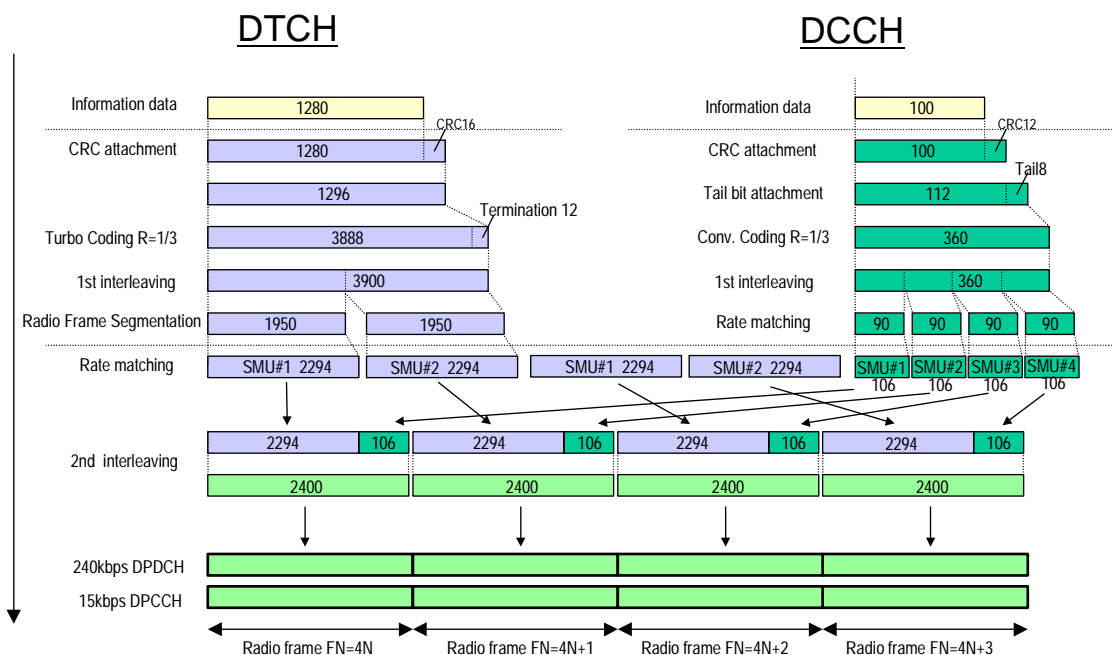 DTCH DCCH
Information data 1280 Information data 100
CRC16 CRC12
CRC attachment 1280 CRC attachment 100
Tail8
1296 Tail bit attachment 112
Termination 12
Turbo Coding R=1/3 3888 Conv. Coding R=1/3 360
1st interleaving 3900 1st interleaving 360
Radio Frame Segmentation 1950 1950 Rate matching 90 90 90 90
Rate matching SMU#1 2294 SMU#2 2294 SMU#1 2294 SMU#2 2294 SMU#1 SMU#2 SMU#3 SMU#4
106 106 106 106
2294 106 2294 106 2294 106 2294 106
2nd interleaving
2400 2400 2400 2400
240kbps DPDCH
15kbps DPCCH
Radio frame FN=4N Radio frame FN=4N+1 Radio frame FN=4N+2 Radio frame FN=4N+3